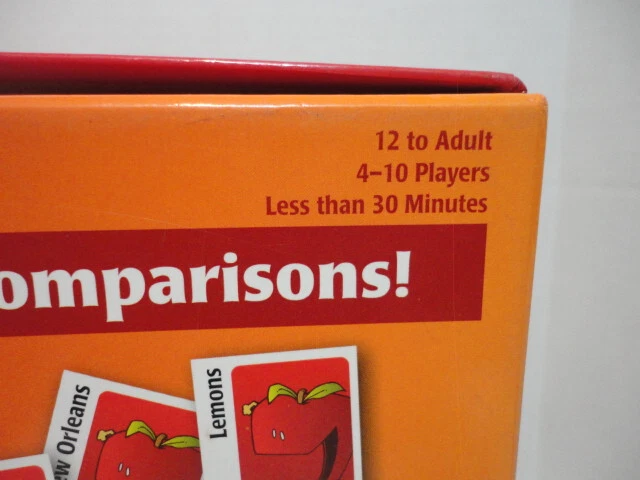 12 to Adult
4–10 Players
Less than 30 Minutes
omparisons!
ew Orleans
Lemons